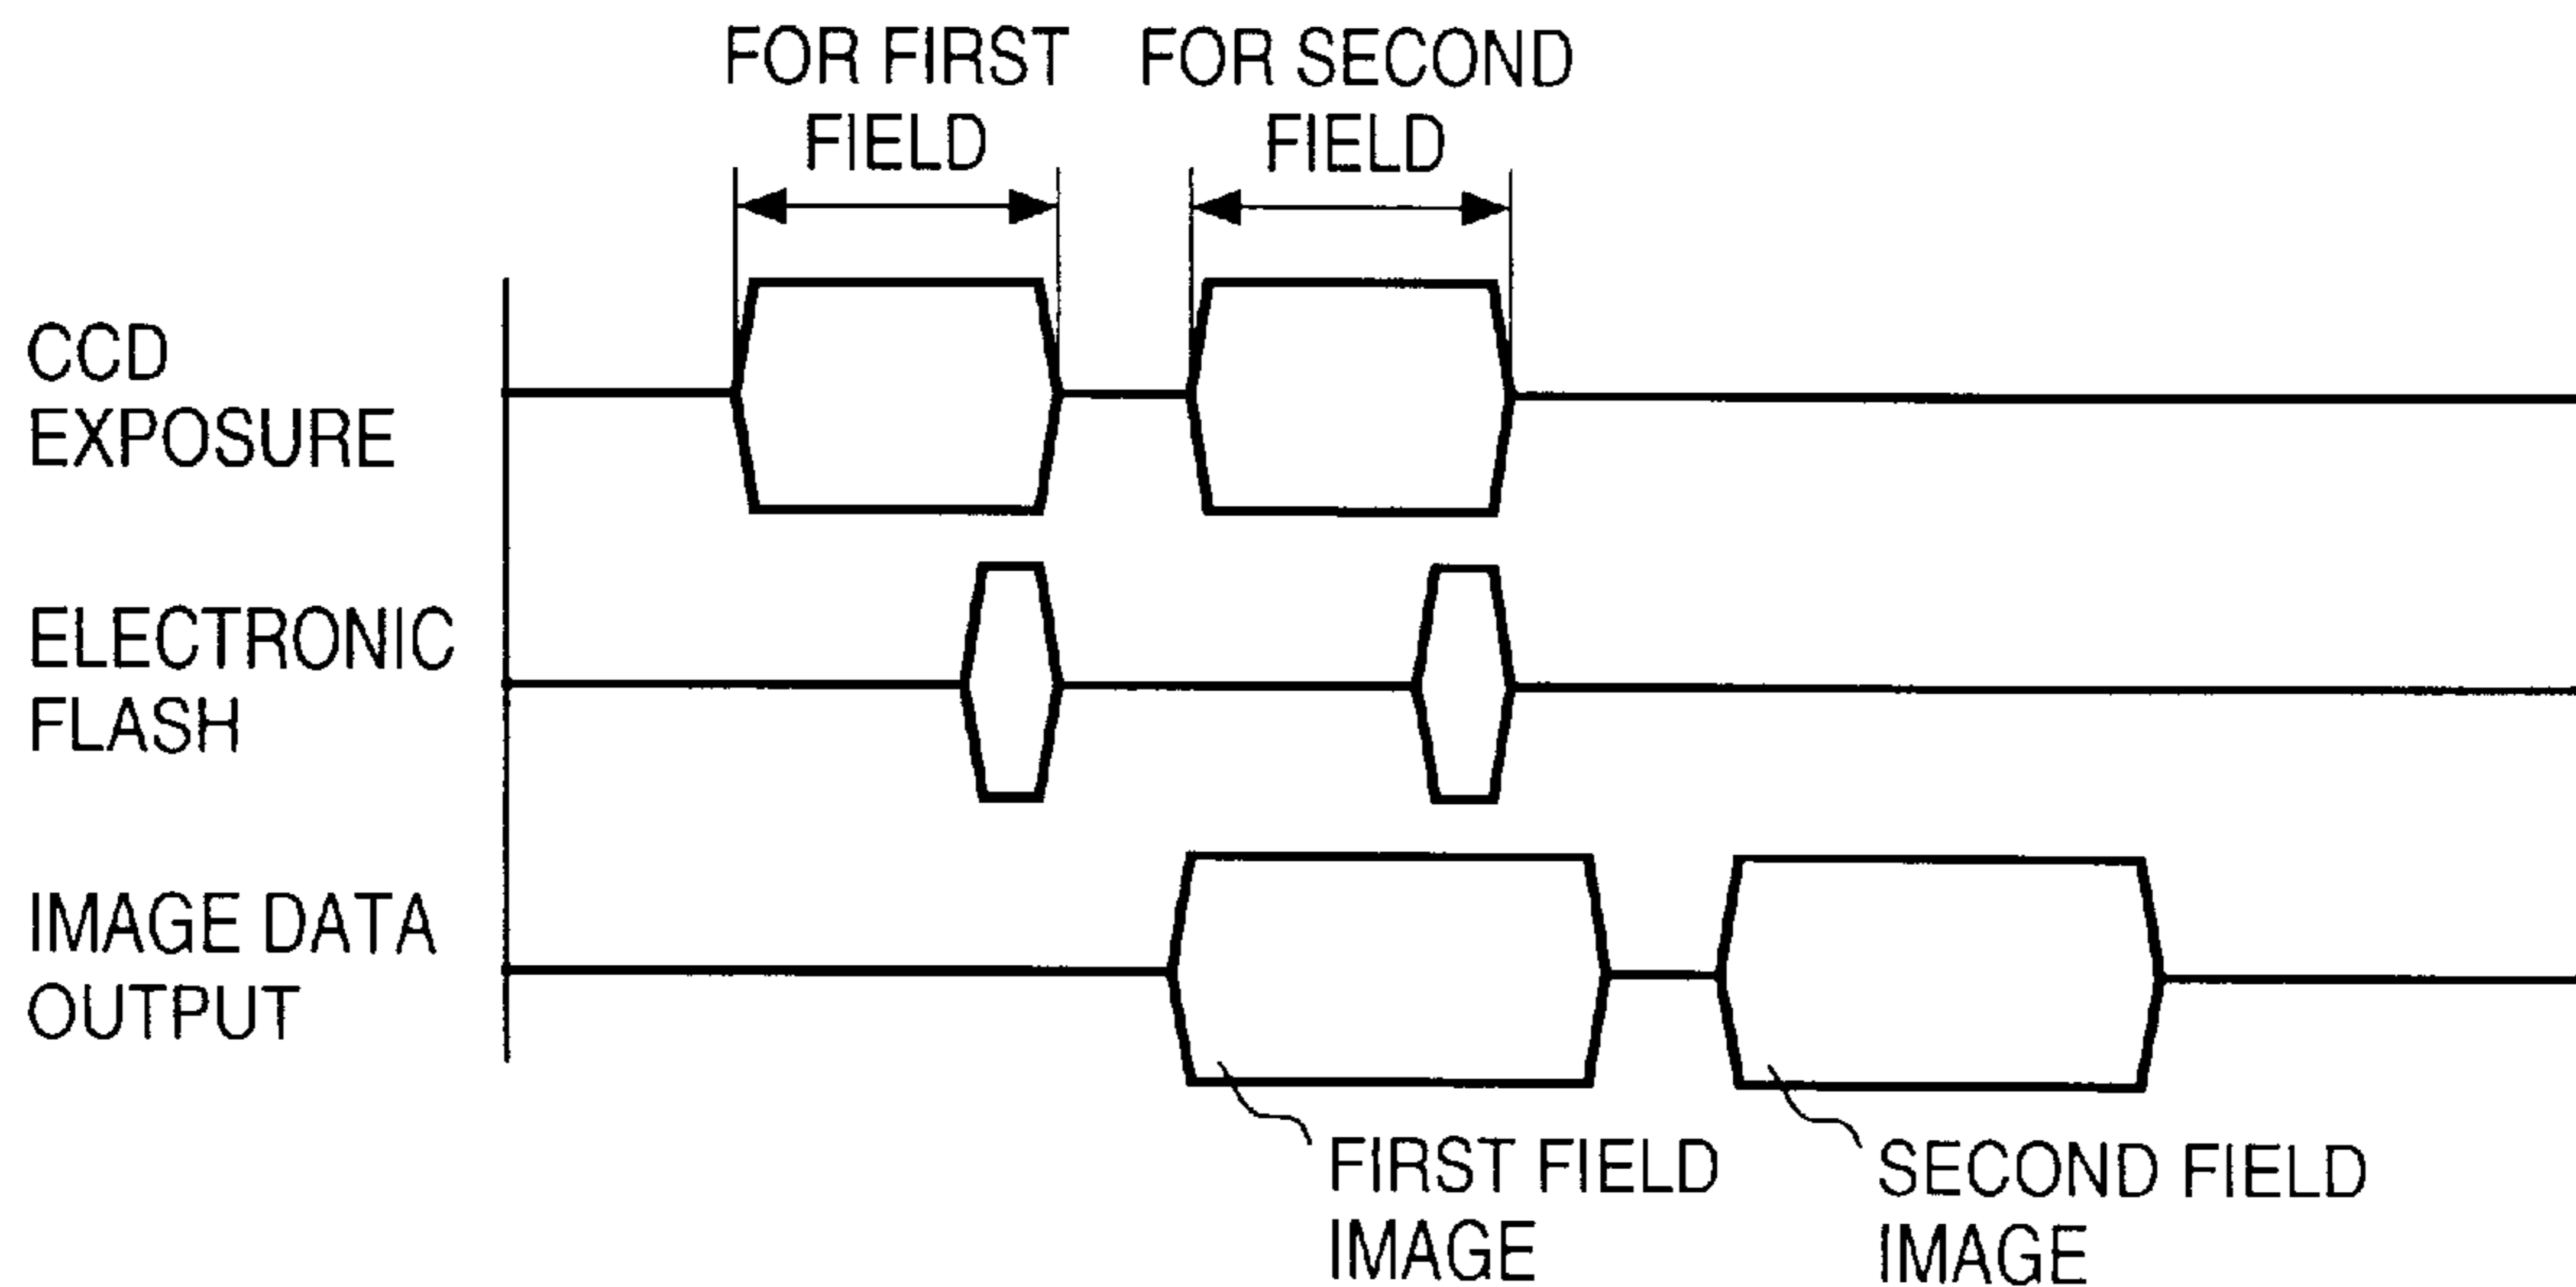 FOR FIRST
FIELD
FOR SECOND
FIELD
CCD
EXPOSURE
ELECTRONIC
FLASH
IMAGE DATA
OUTPUT
FIRST FIELD
IMAGE
SECOND FIELD
IMAGE